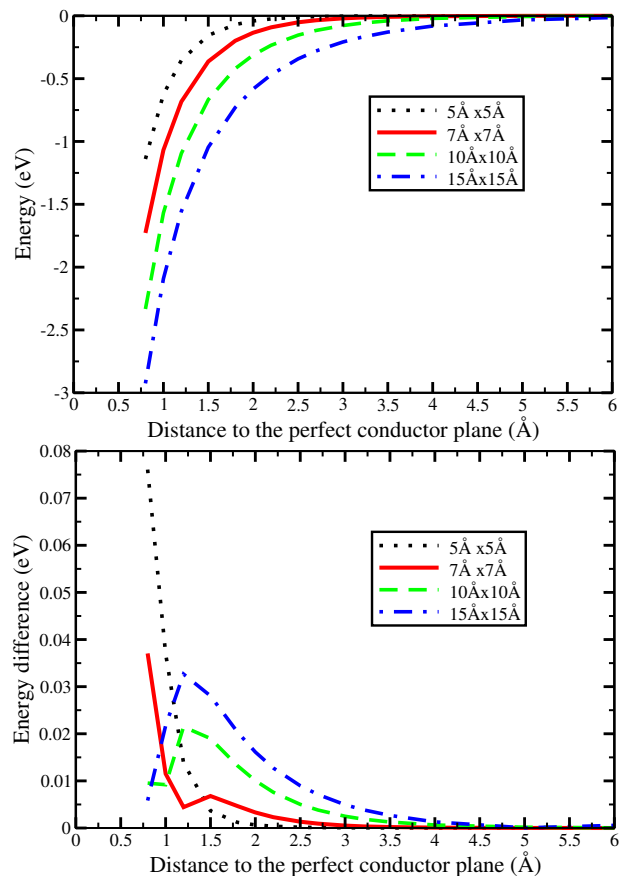 0
-0.5
-1
-1.5
-2
-2.5
-3
Energy (eV)
5Å x5Å
7Å x7Å
10Åx10Å
15Åx15Å
0 0.5 1 1.5 2 2.5 3 3.5 4 4.5 5 5.5 6
Distance to the perfect conductor plane (Å)
0.08
0.07
0.06
0.05
0.04
0.03
0.02
0.01
0
Energy difference (eV)
5Å x5Å
7Å x7Å
10Åx10Å
15Åx15Å
0 0.5 1 1.5 2 2.5 3 3.5 4 4.5 5 5.5 6
Distance to the perfect conductor plane (Å)